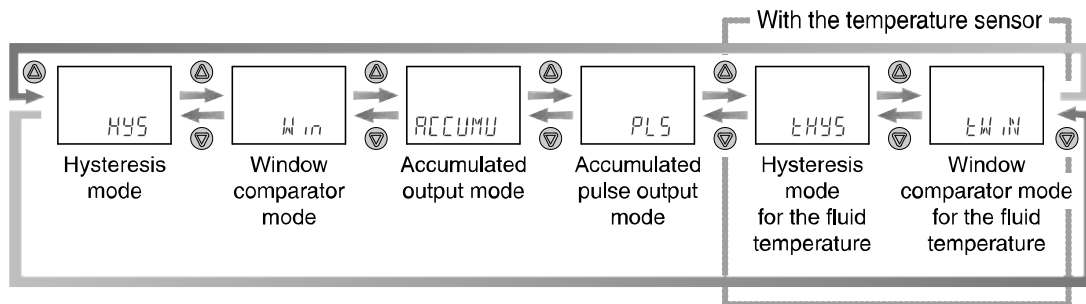 With the temperature sensor
HYS
Win
ACCUMU
PLS
tHYS
tWiN
Hysteresis
mode
Window
comparator
mode
Accumulated
output mode
Accumulated
pulse output
mode
Hysteresis
mode
for the fluid
temperature
Window
comparator mode
for the fluid
temperature